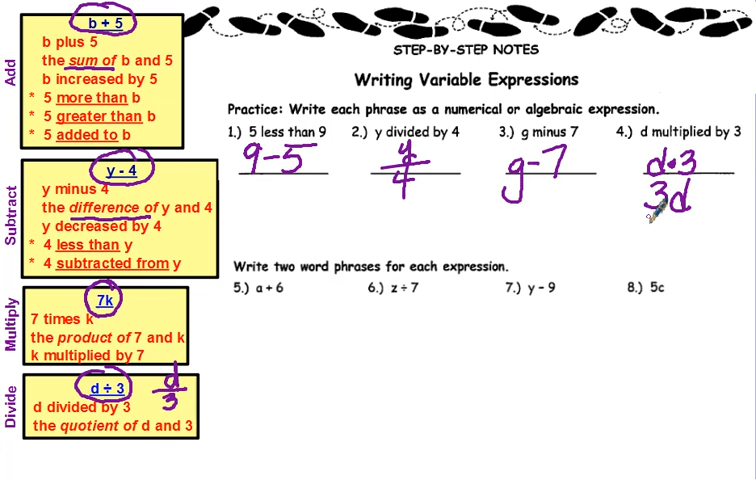 Add
b + 5
b plus 5
the sum of b and 5
b increased by 5
* 5 more than b
* 5 greater than b
* 5 added to b
Subtract
y - 4
y minus 4
the difference of y and 4
y decreased by 4
* 4 less than y
* 4 subtracted from y
Multiply
7k
7 times k
the product of 7 and k
k multiplied by 7
Divide
d ÷ 3
d
3
d divided by 3
the quotient of d and 3
STEP-BY-STEP NOTES
Writing Variable Expressions
Practice: Write each phrase as a numerical or algebraic expression.
1.) 5 less than 9
9-5
2.) y divided by 4
y
4
3.) g minus 7
g-7
4.) d multiplied by 3
d•3
3d
Write two word phrases for each expression.
5.) a + 6
6.) z ÷ 7
7.) y - 9
8.) 5c